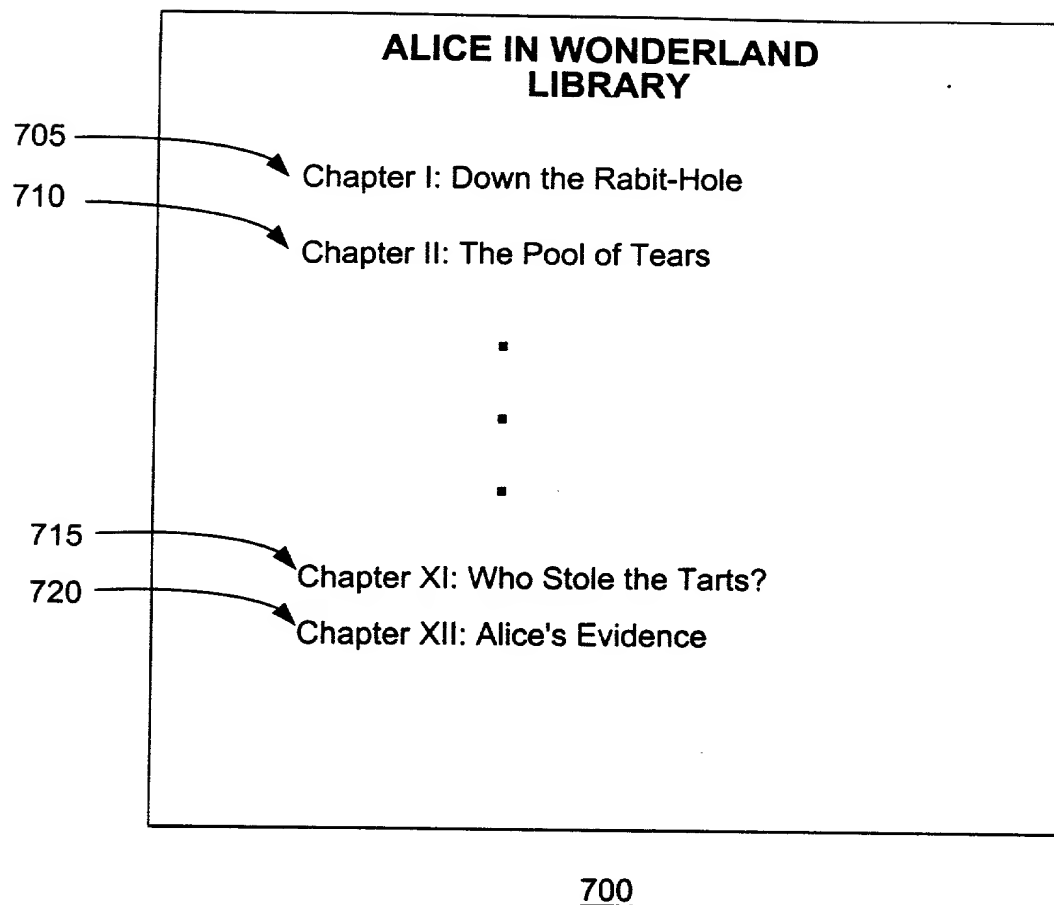 ALICE IN WONDERLAND
LIBRARY
705
Chapter I: Down the Rabit-Hole
710
Chapter II: The Pool of Tears
715
Chapter XI: Who Stole the Tarts?
720
Chapter XII: Alice's Evidence
700